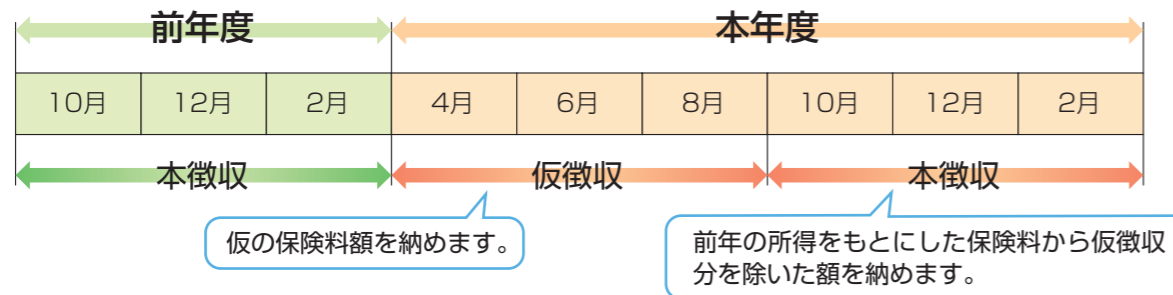 前年度 本年度
10月 12月 2月 4月 6月 8月 10月 12月 2月
本徴収 仮徴収 本徴収
仮の保険料額を納めます。
前年の所得をもとにした保険料から仮徴収
分を除いた額を納めます。